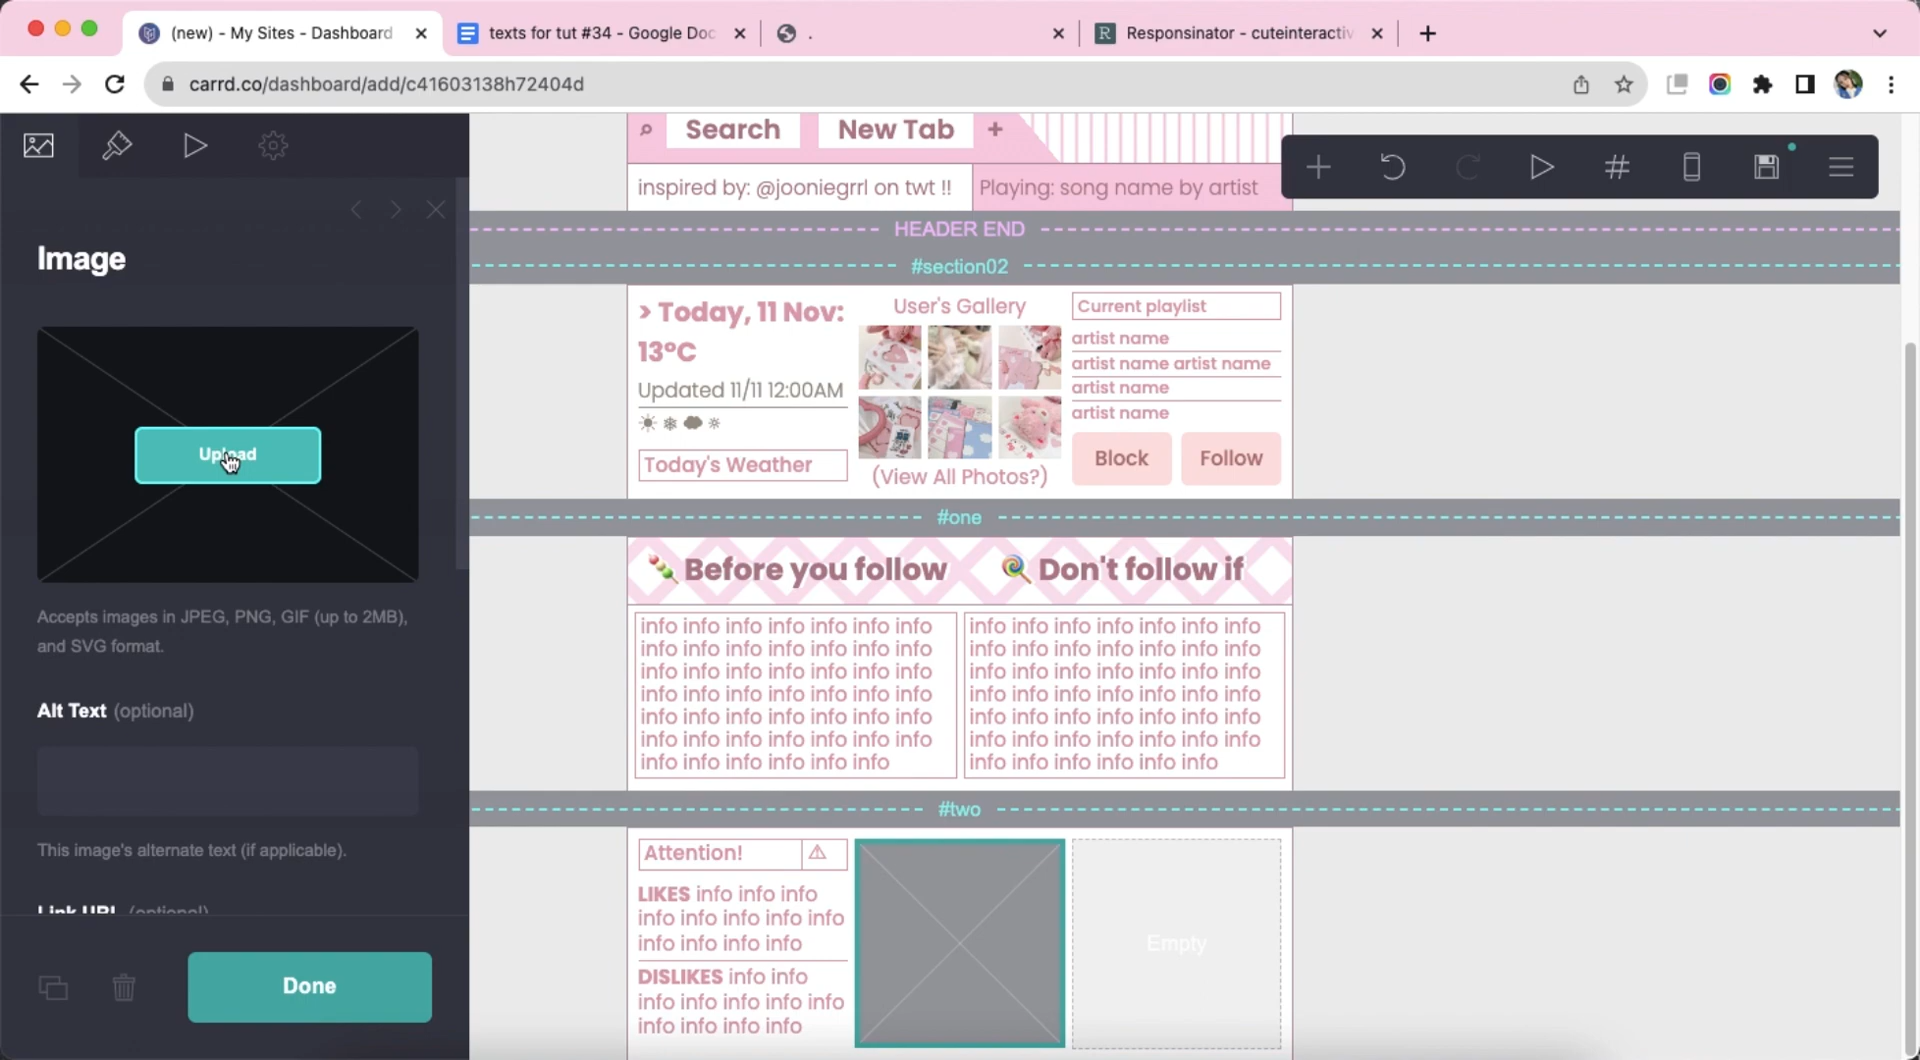 (new) - My Sites - Dashboard
texts for tut #34 - Google Doc
.
Responsinator - cuteinteractiv
carrd.co/dashboard/add/c41603138h72404d
Image
Upload
Accepts images in JPEG, PNG, GIF (up to 2MB),
and SVG format.
Alt Text (optional)
This image's alternate text (if applicable).
Link URL (optional)
Done
Search
New Tab
+
inspired by: @jooniegrrl on twt !!
Playing: song name by artist
HEADER END
#section02
> Today, 11 Nov:
13°C
Updated 11/11 12:00AM
Today's Weather
User's Gallery
(View All Photos?)
Current playlist
artist name
artist name artist name
artist name
artist name
Block
Follow
#one
Before you follow
Don't follow if
info info info info info info info
info info info info info info info
info info info info info info info
info info info info info info info
info info info info info info info
info info info info info info info
info info info info info info
info info info info info info info
info info info info info info info
info info info info info info info
info info info info info info info
info info info info info info info
info info info info info info info
info info info info info info
#two
Attention!
⚠
LIKES info info info
info info info info info
info info info info
DISLIKES info info
info info info info info
info info info info
Empty